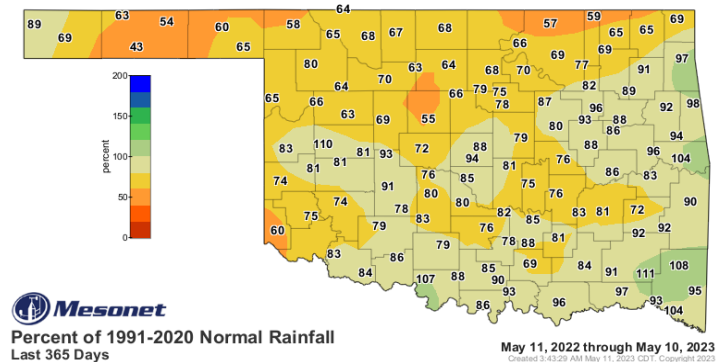 64
89 69 63 54 60 58 65 68 67 68 57 59 65 65 69
43 65 66 69 69 97
80 63 64 68 70 77 91
64 70 82 89
200
65 66 66 79 75 78 87 96 92 98
150
63 69 55 93 88
80 86
79 94
percent
100
83 110 81 93 72 88 88 96 104
81 94 81 76
81 86 83
74 91 76 85 75
50
80 76 90
74 78 80
75 83 82 85 83 81 72
0
60 79 76 92 92
79 78 88 81
83 86 69 108
84 107 88 85 84 91 111
90
93 97 95
86 96 93
104
Mesonet
Percent of 1991-2020 Normal Rainfall
Last 365 Days
May 11, 2022 through May 10, 2023
Created 3:43:29 AM May 11, 2023 CDT. Copyright 2023